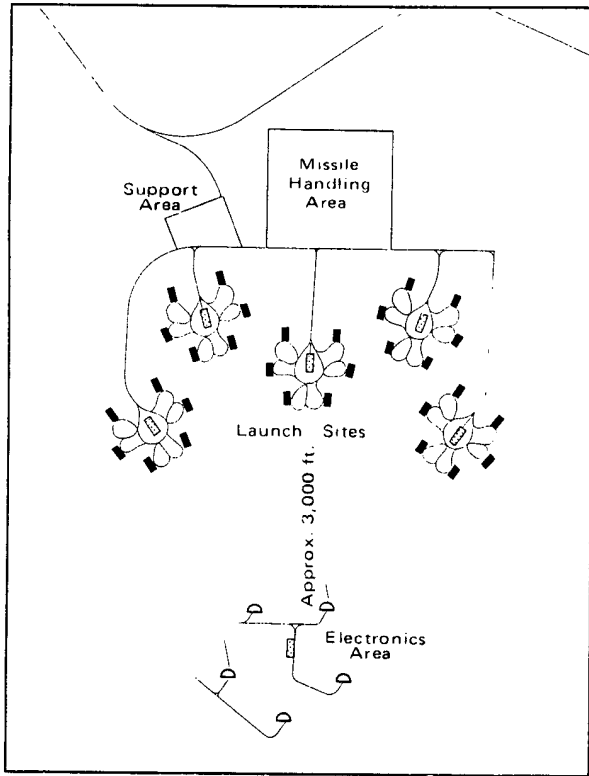 Missile
Handling
Area
Support
Area
Launch Sites
Approx. 3,000 ft.
Electronics
Area